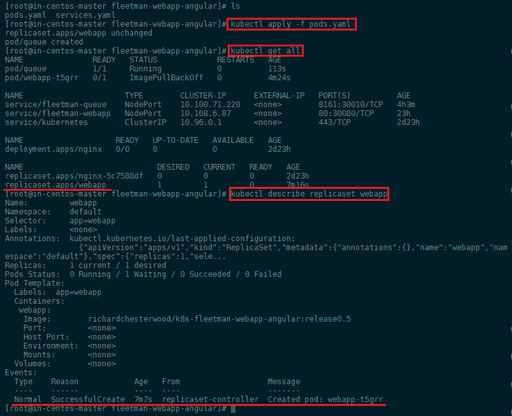 [root@in-centos-master fleetman-webapp-angular]# ls
pods.yaml  services.yaml
[root@in-centos-master fleetman-webapp-angular]# kubectl apply -f pods.yaml
replicaset.apps/webapp unchanged
pod/queue created
[root@in-centos-master fleetman-webapp-angular]# kubectl get all
NAME                READY   STATUS             RESTARTS   AGE
pod/queue           1/1     Running            0          113s
pod/webapp-t5grr    1/1     ImagePullBackOff   0          4m24s

NAME                      TYPE        CLUSTER-IP      EXTERNAL-IP   PORT(S)          AGE
service/fleetman-queue    NodePort    10.100.71.220   <none>        8161:30010/TCP   4h3m
service/fleetman-webapp   NodePort    10.108.6.87     <none>        80:30080/TCP     23h
service/kubernetes        ClusterIP   10.96.0.1       <none>        443/TCP          2d23h

NAME                    READY   UP-TO-DATE   AVAILABLE   AGE
deployment.apps/nginx   0/0     0            0           2d23h

NAME                               DESIRED   CURRENT   READY   AGE
replicaset.apps/nginx-5c7588df     0         0         0       2d23h
replicaset.apps/webapp             1         1         0       7m16s
[root@in-centos-master fleetman-webapp-angular]# kubectl describe replicaset webapp
Name:         webapp
Namespace:    default
Selector:     app=webapp
Labels:       <none>
Annotations:  kubectl.kubernetes.io/last-applied-configuration:
{"apiVersion":"apps/v1","kind":"ReplicaSet","metadata":{"annotations":{},"name":"webapp","nam
espace":"default"},"spec":{"replicas":1,"sele...
Replicas:     1 current / 1 desired
Pods Status:  0 Running / 1 Waiting / 0 Succeeded / 0 Failed
Pod Template:
Labels:  app=webapp
Containers:
webapp:
Image:        richardchesterwood/k8s-fleetman-webapp-angular:release0.5
Port:         <none>
Host Port:    <none>
Environment:  <none>
Mounts:       <none>
Volumes:        <none>
Events:
Type    Reason            Age   From                   Message
----    ------            ----  ----                   -------
Normal  SuccessfulCreate  7m7s  replicaset-controller  Created pod: webapp-t5grr
[root@in-centos-master fleetman-webapp-angular]#